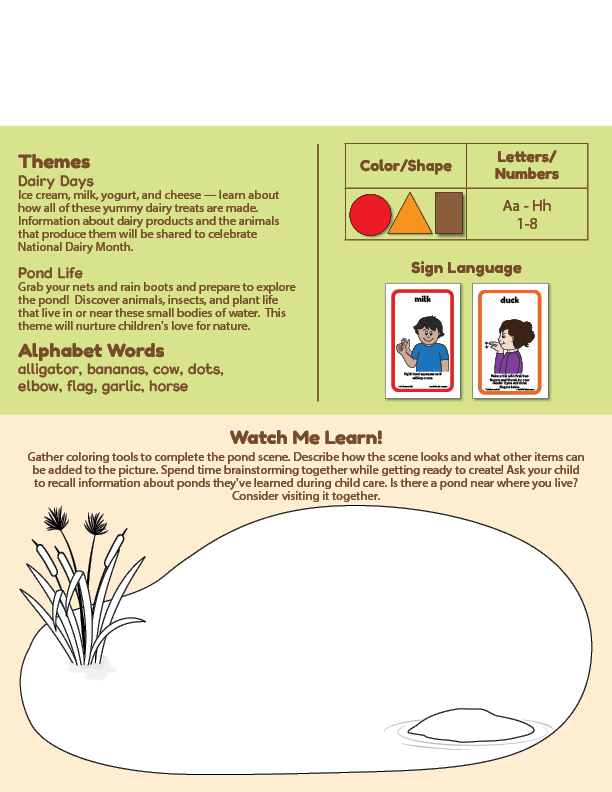 Themes
Dairy Days
Ice cream, milk, yogurt, and cheese — learn about
how all of these yummy dairy treats are made.
Information about dairy products and the animals
that produce them will be shared to celebrate
National Dairy Month.
Pond Life
Grab your nets and rain boots and prepare to explore
the pond! Discover animals, insects, and plant life
that live in or near these small bodies of water. This
theme will nurture children's love for nature.
Alphabet Words
alligator, bananas, cow, dots,
elbow, flag, garlic, horse
Color/Shape
Letters/
Numbers
Aa - Hh
1-8
Sign Language
milk
duck
Watch Me Learn!
Gather coloring tools to complete the pond scene. Describe how the scene looks and what other items can
be added to the picture. Spend time brainstorming together while getting ready to create! Ask your child
to recall information about ponds they've learned during child care. Is there a pond near where you live?
Consider visiting it together.